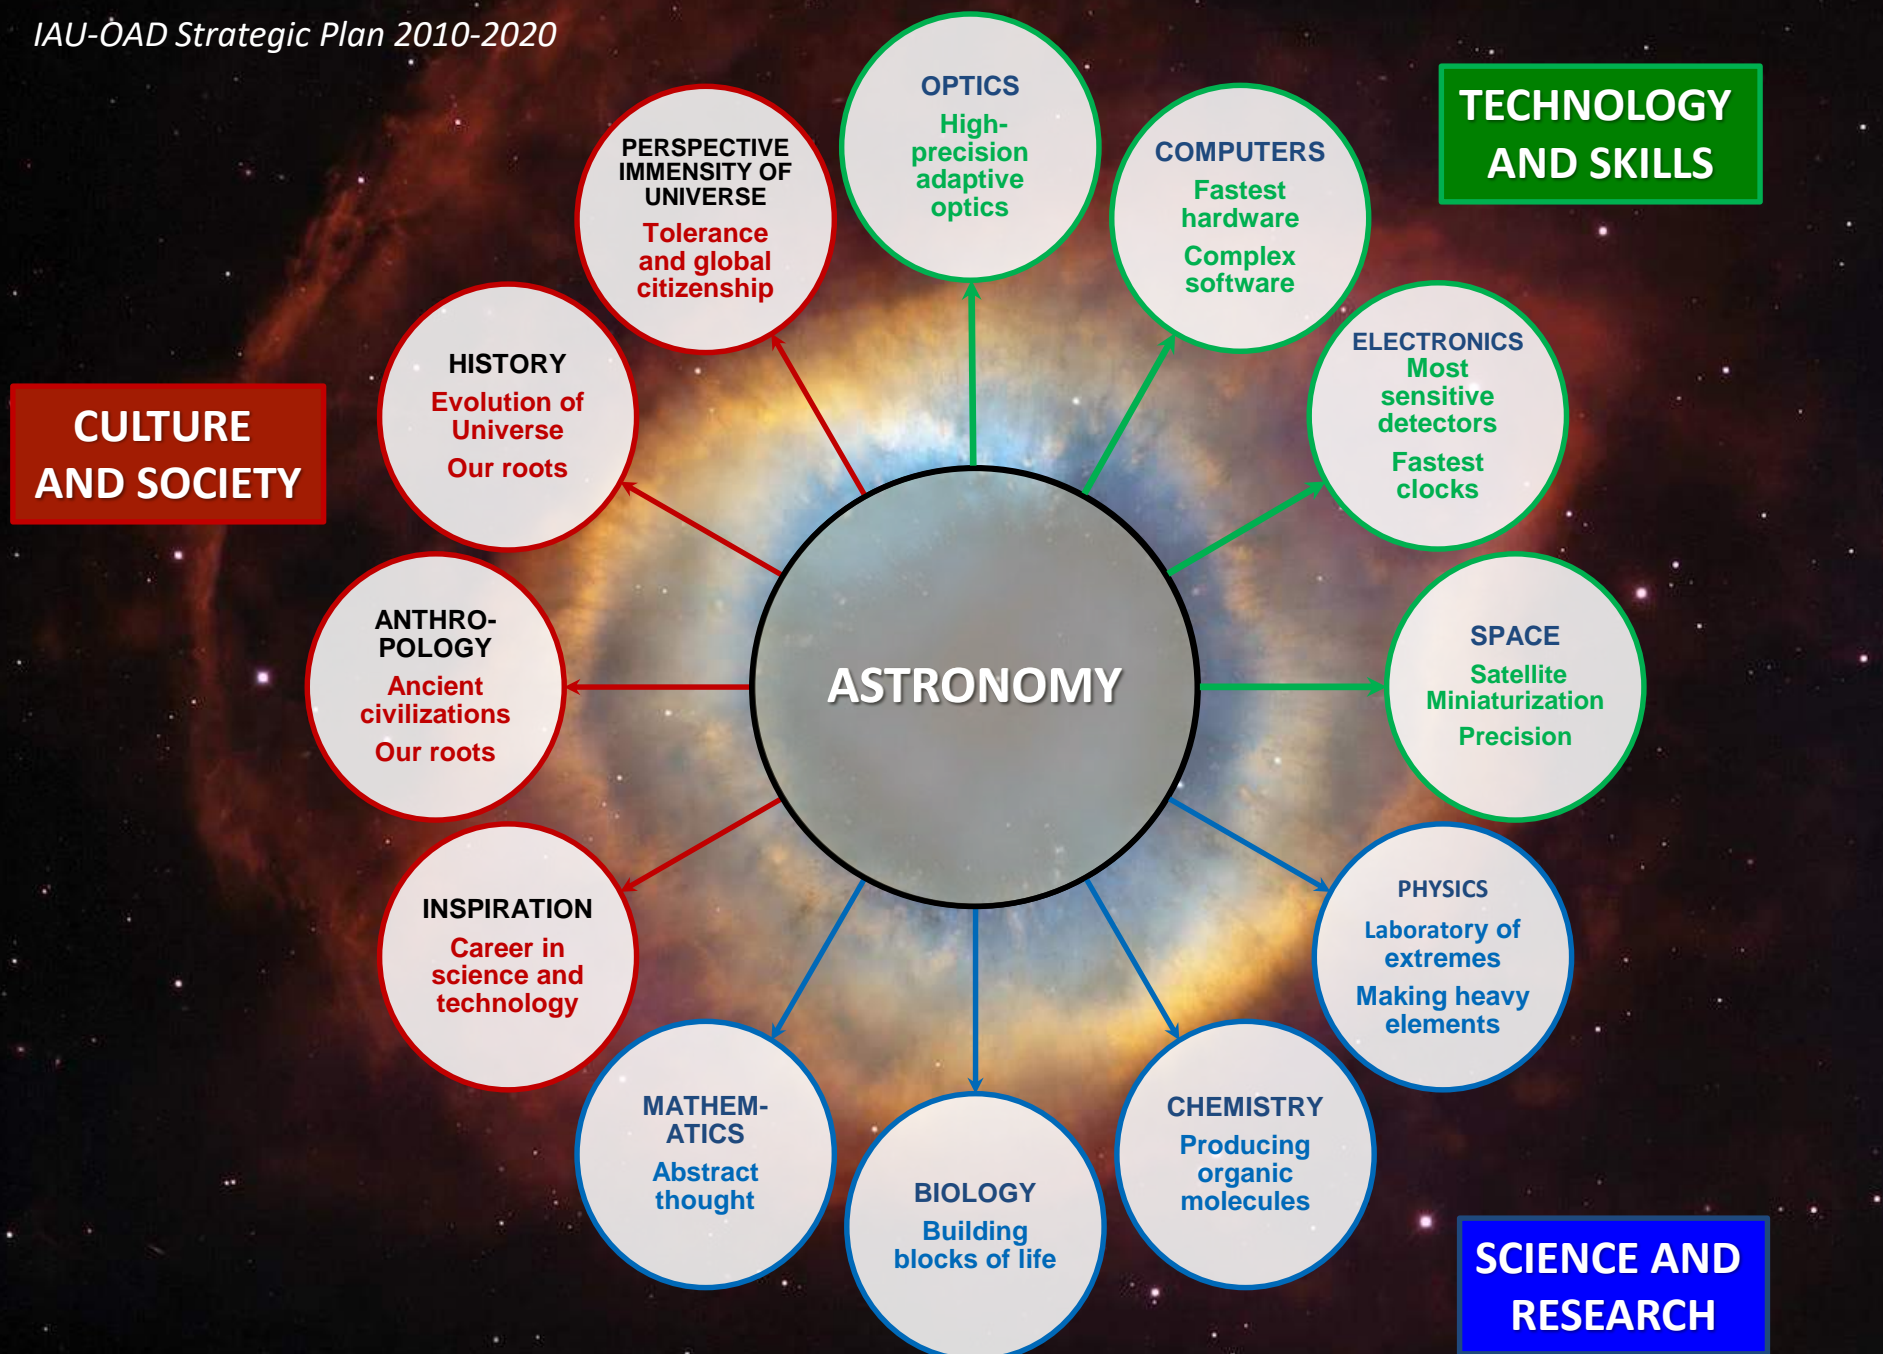 IAU-OAD Strategic Plan 2010-2020
OPTICS
High-
precision
adaptive
optics
COMPUTERS
Fastest
hardware
Complex
software
TECHNOLOGY
AND SKILLS
PERSPECTIVE
IMMENSITY OF
UNIVERSE
Tolerance
and global
citizenship
ELECTRONICS
Most
sensitive
detectors
Fastest
clocks
HISTORY
Evolution of
Universe
Our roots
CULTURE
AND SOCIETY
SPACE
Satellite
Miniaturization
Precision
ANTHRO-
POLOGY
Ancient
civilizations
Our roots
ASTRONOMY
PHYSICS
Laboratory of
extremes
Making heavy
elements
INSPIRATION
Career in
science and
technology
MATHEM-
ATICS
Abstract
thought
BIOLOGY
Building
blocks of life
CHEMISTRY
Producing
organic
molecules
SCIENCE AND
RESEARCH